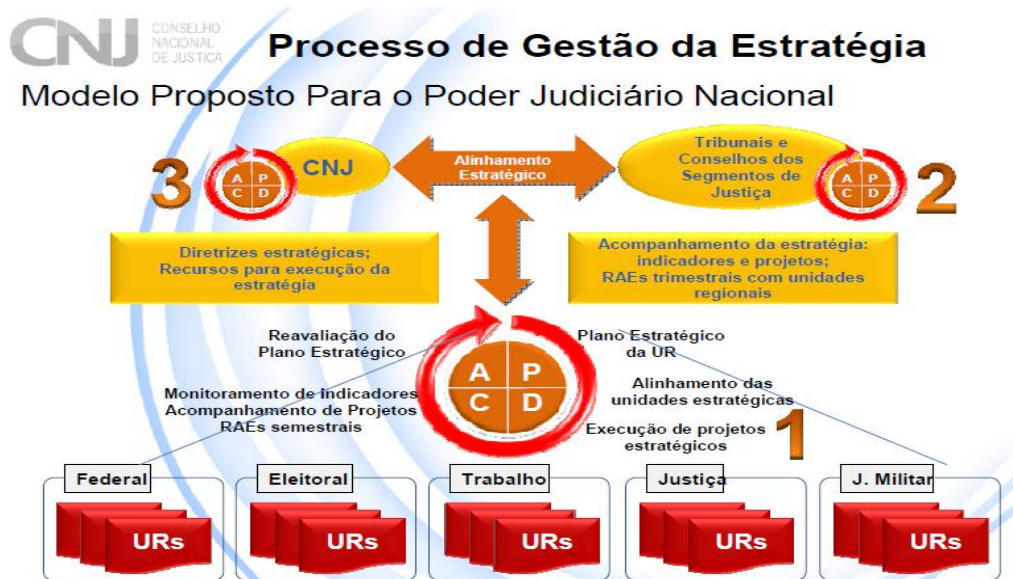 CNJ
CONSELHO
NACIONAL
DE JUSTIÇA
Processo de Gestão da Estratégia
Modelo Proposto Para o Poder Judiciário Nacional
3
A P
C D
CNJ
Alinhamento
Estratégico
Tribunais e
Conselhos dos
Segmentos de
Justiça
A P
C D
2
Diretrizes estratégicas;
Recursos para execução da
estratégia
Acompanhamento da estratégia:
indicadores e projetos;
RAEs trimestrais com unidades
regionais
Reavaliação do
Plano Estratégico
Monitoramento de Indicadores
Acompanhamento de Projetos
RAEs semestrais
A P
C D
Plano Estratégico
da UR
Alinhamento das
unidades estratégicas
Execução de projetos
estratégicos
1
Federal
URs
Eleitoral
URs
Trabalho
URs
Justiça
URs
J. Militar
URs